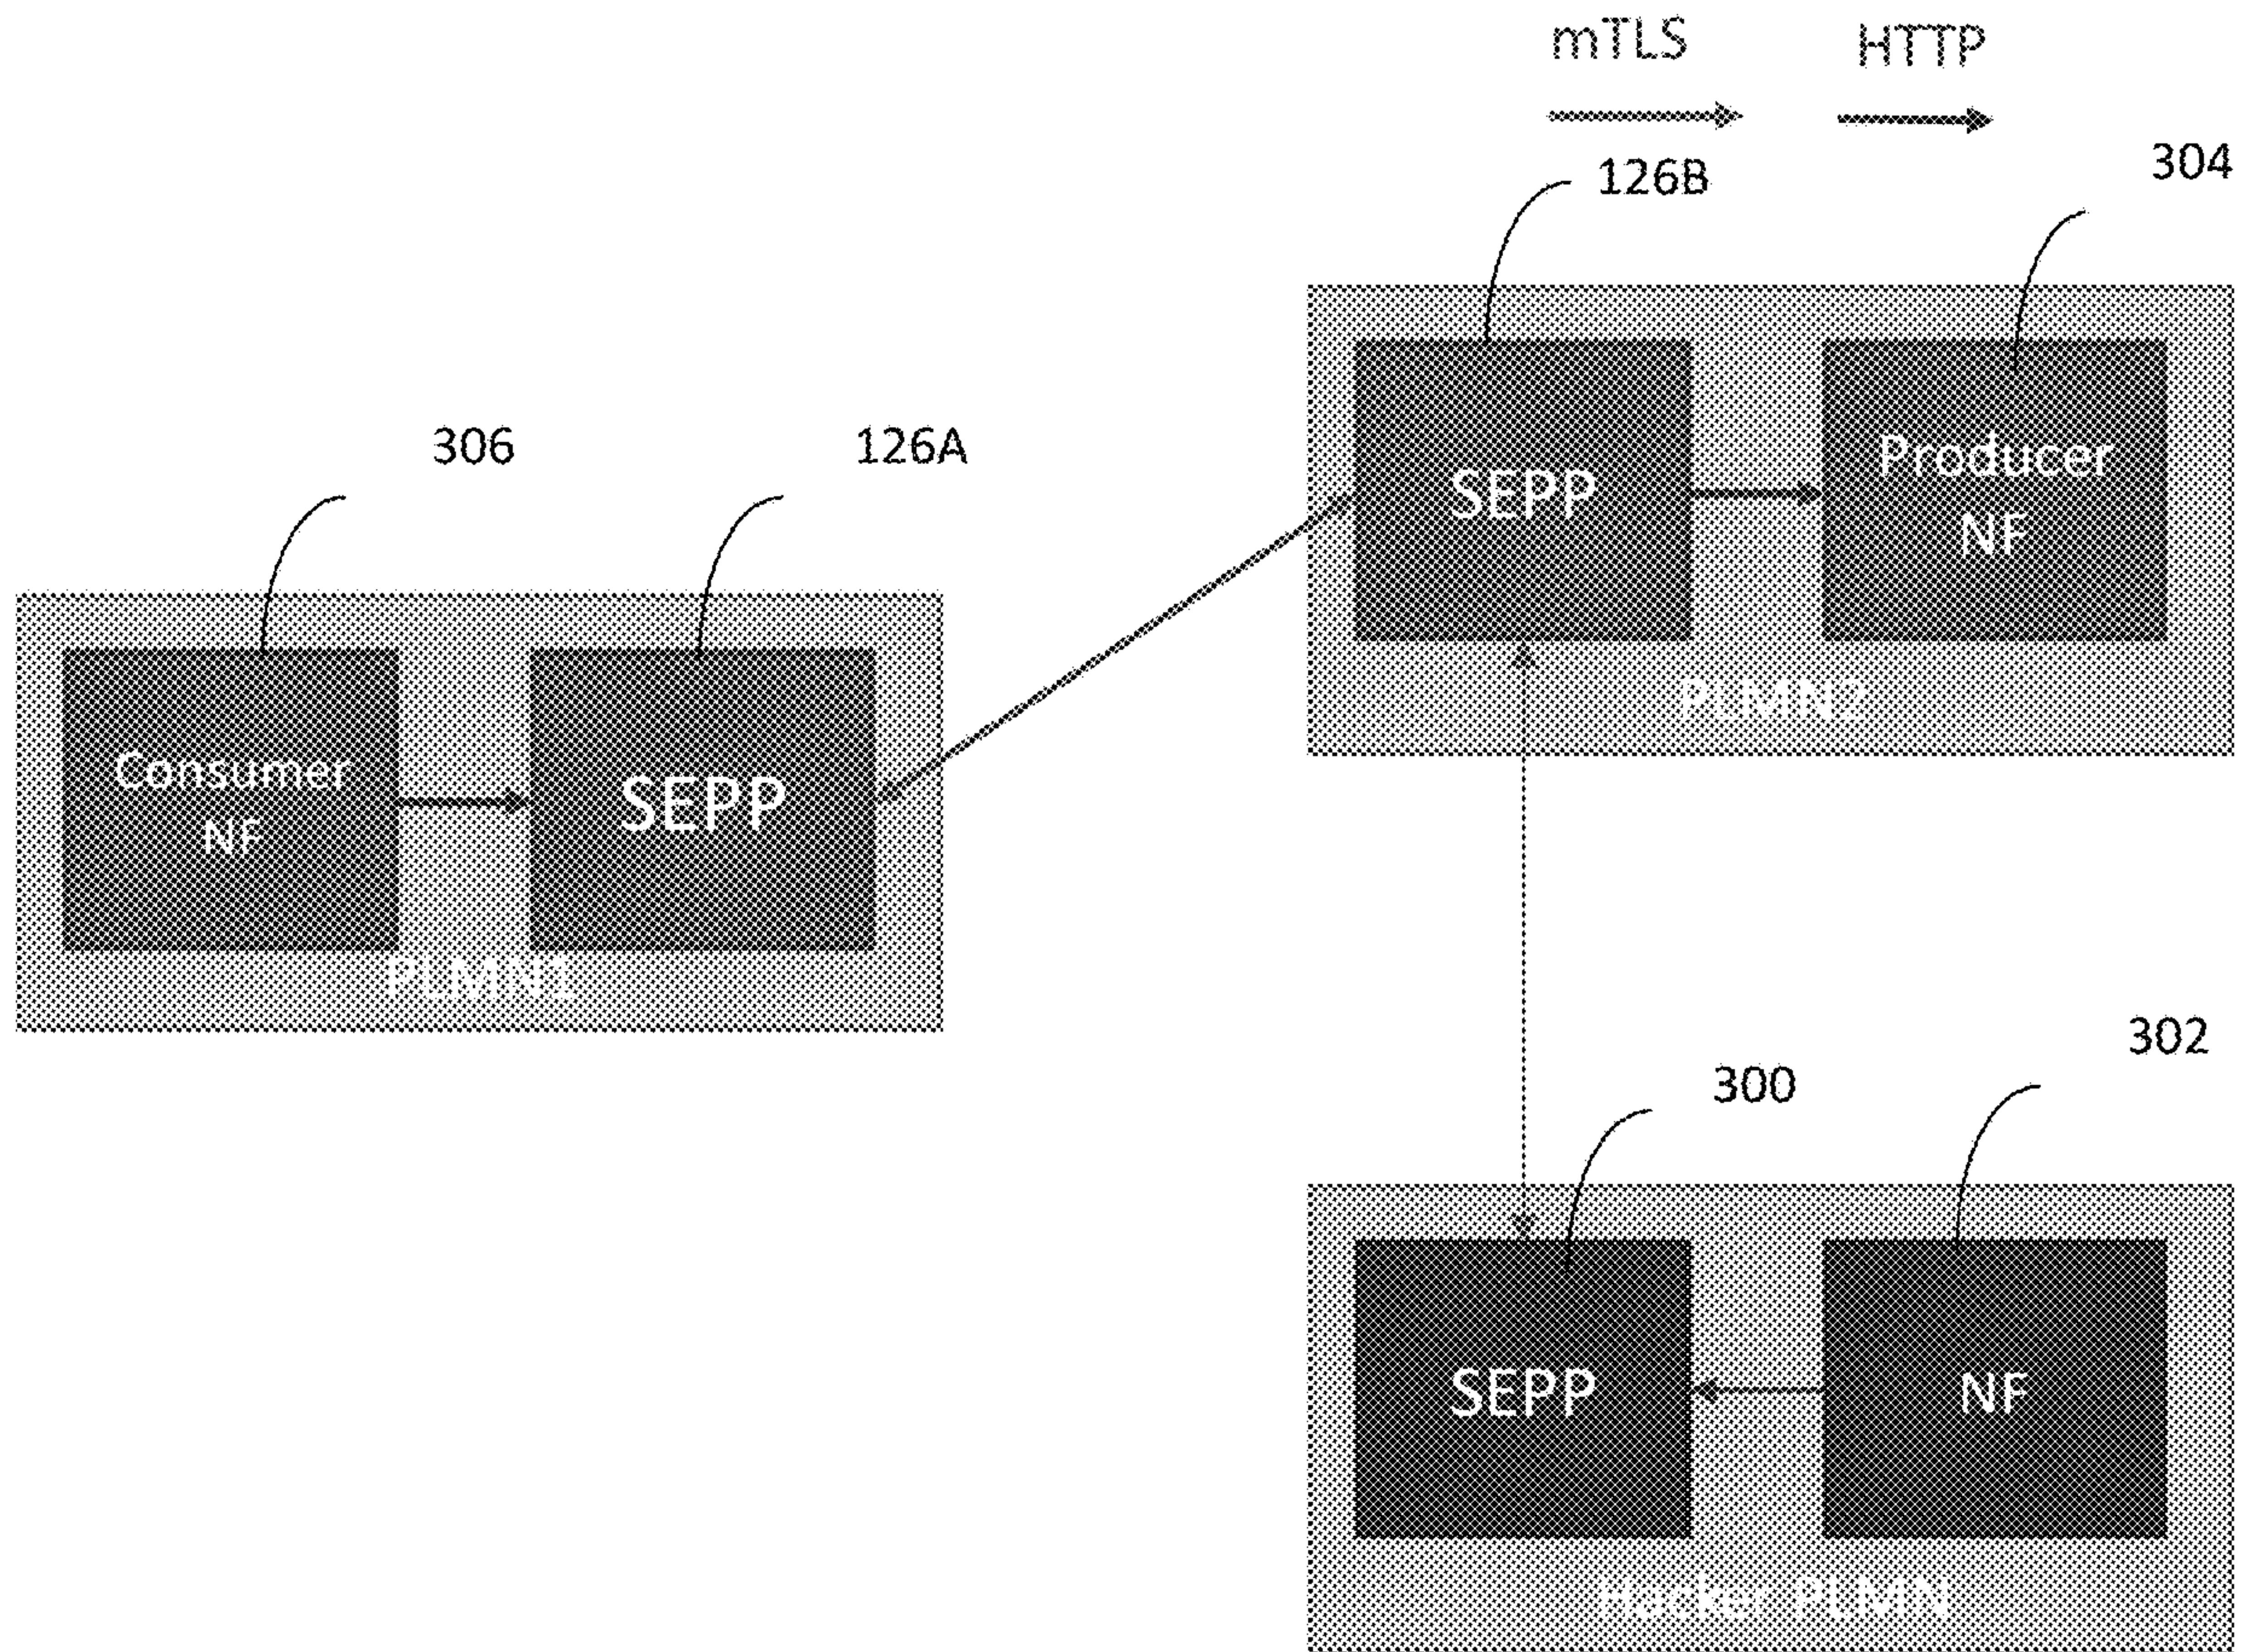 mTLS
HTTP
126B
304
306
126A
SEPP
Producer
NF
PLMN2
Consumer
NF
SEPP
PLMN1
302
300
SEPP
NF
Hacker PLMN